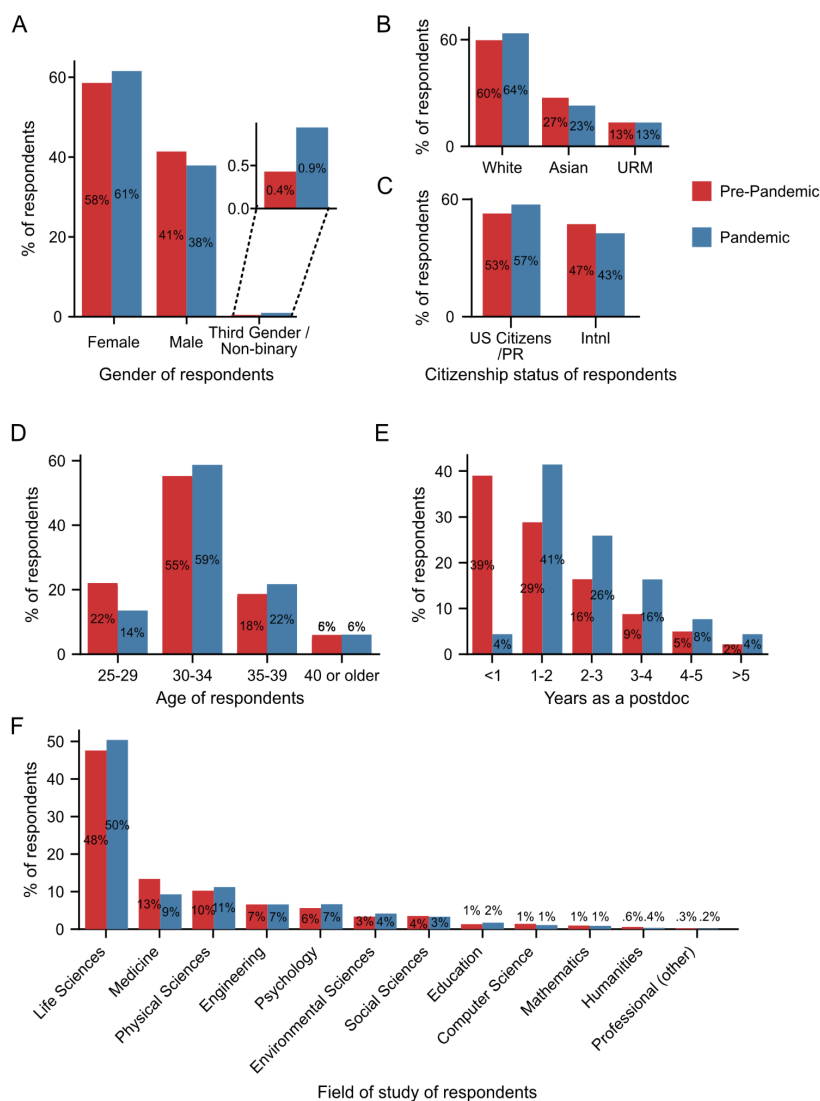 A
% of respondents
60
40
20
0
58%
61%
41%
38%
0.5
0.0
0.4%
0.9%
Female
Male
Third Gender /
Non-binary
Gender of respondents
B
% of respondents
60
0
60%
64%
27%
23%
13%
13%
White
Asian
URM
C
% of respondents
60
0
53%
57%
47%
43%
US Citizens
/PR
Intnl
Citizenship status of respondents
Pre-Pandemic
Pandemic
D
% of respondents
60
40
20
0
22%
14%
55%
59%
18%
22%
6%
6%
25-29
30-34
35-39
40 or older
Age of respondents
E
% of respondents
40
30
20
10
0
39%
4%
29%
41%
16%
26%
9%
16%
5%
8%
2%
4%
<1
1-2
2-3
3-4
4-5
>5
Years as a postdoc
F
% of respondents
50
40
30
20
10
0
48%
50%
13%
9%
10%
11%
7%
7%
6%
7%
3%
4%
4%
3%
1%
2%
1%
1%
1%
1%
.6%
.4%
.3%
.2%
Life Sciences
Medicine
Physical Sciences
Engineering
Psychology
Environmental Sciences
Social Sciences
Education
Computer Science
Mathematics
Humanities
Professional (other)
Field of study of respondents